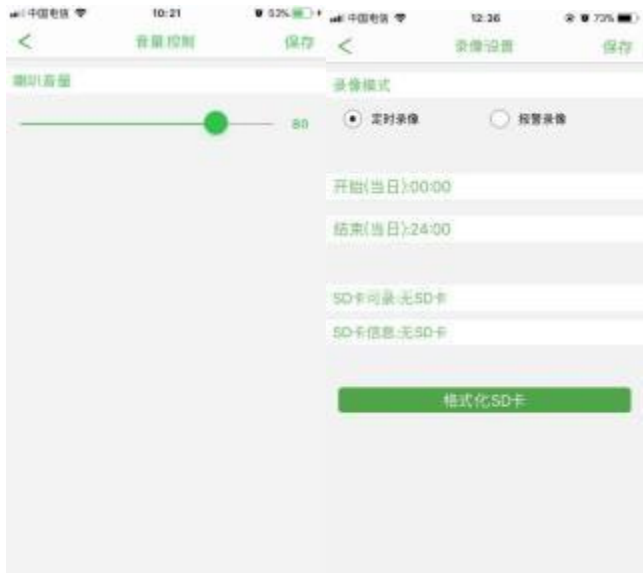 中国电信 10:21 53%
音量控制 保存
喇叭音量
80
中国电信 12:36 73%
录像设置 保存
录像模式
定时录像 报警录像
开始(当日):00:00
结束(当日):24:00
SD卡可录:无SD卡
SD卡信息:无SD卡
格式化SD卡